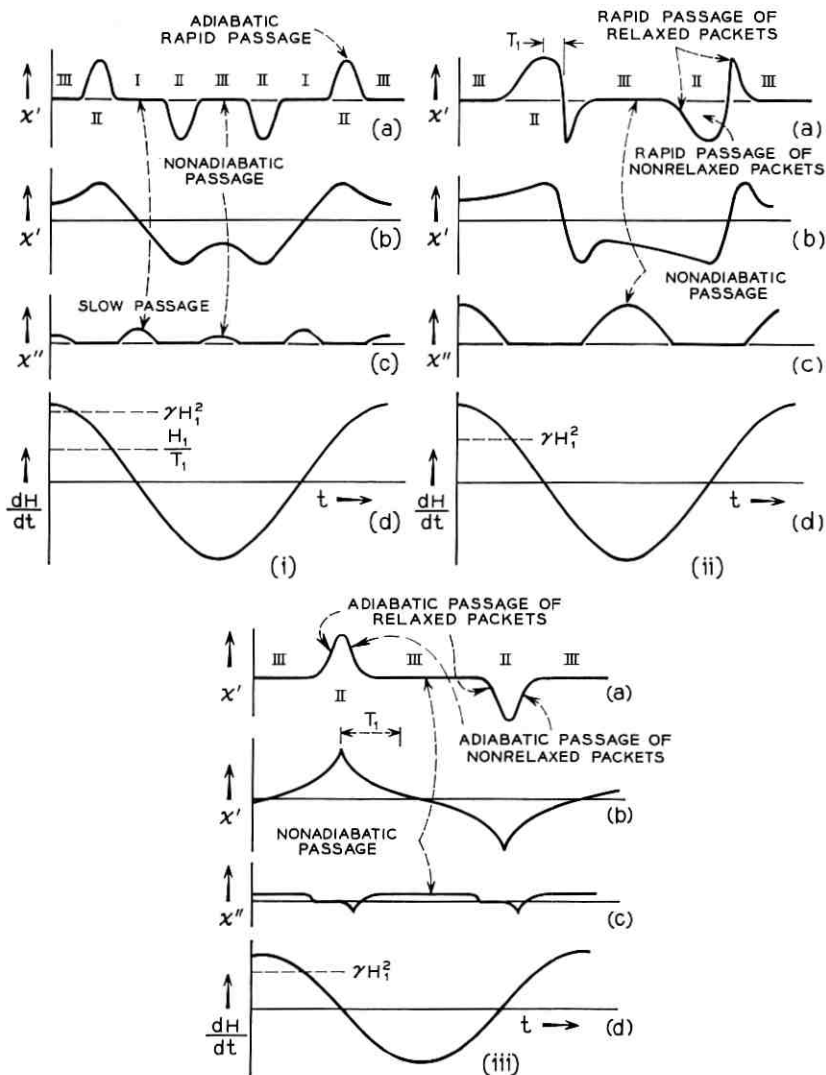 ADIABATIC
RAPID PASSAGE
III I II III II I III
II II
χ′
(a)
NONADIABATIC
PASSAGE
χ′
(b)
SLOW PASSAGE
χ″
(c)
γH₁²
H₁
T₁
dH
dt
t
(d)
(i)
RAPID PASSAGE OF
RELAXED PACKETS
T₁
III III II III
II
χ′
(a)
RAPID PASSAGE OF
NONRELAXED PACKETS
χ′
(b)
NONADIABATIC
PASSAGE
χ″
(c)
γH₁²
dH
dt
t
(d)
(ii)
ADIABATIC PASSAGE OF
RELAXED PACKETS
III III II III
II
χ′
(a)
T₁
ADIABATIC PASSAGE OF
NONRELAXED PACKETS
χ′
(b)
NONADIABATIC
PASSAGE
χ″
(c)
γH₁²
dH
dt
t
(d)
(iii)